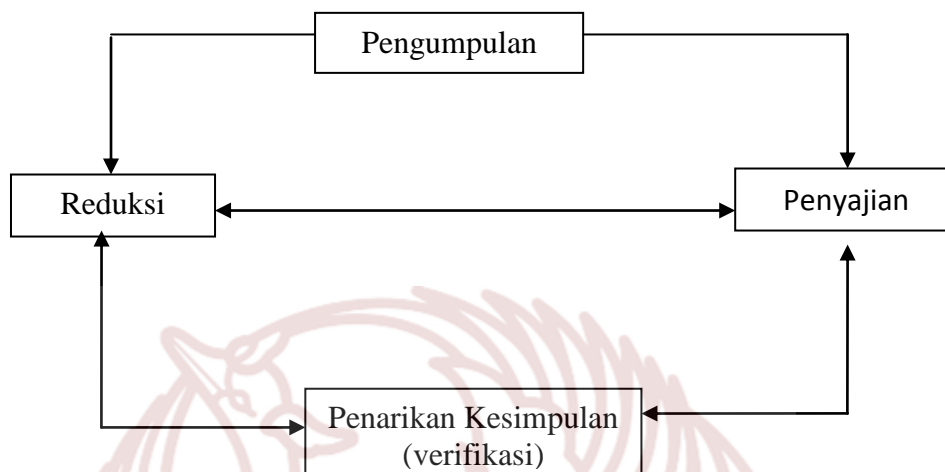 Pengumpulan
Reduksi
Penyajian
Penarikan Kesimpulan
(verifikasi)